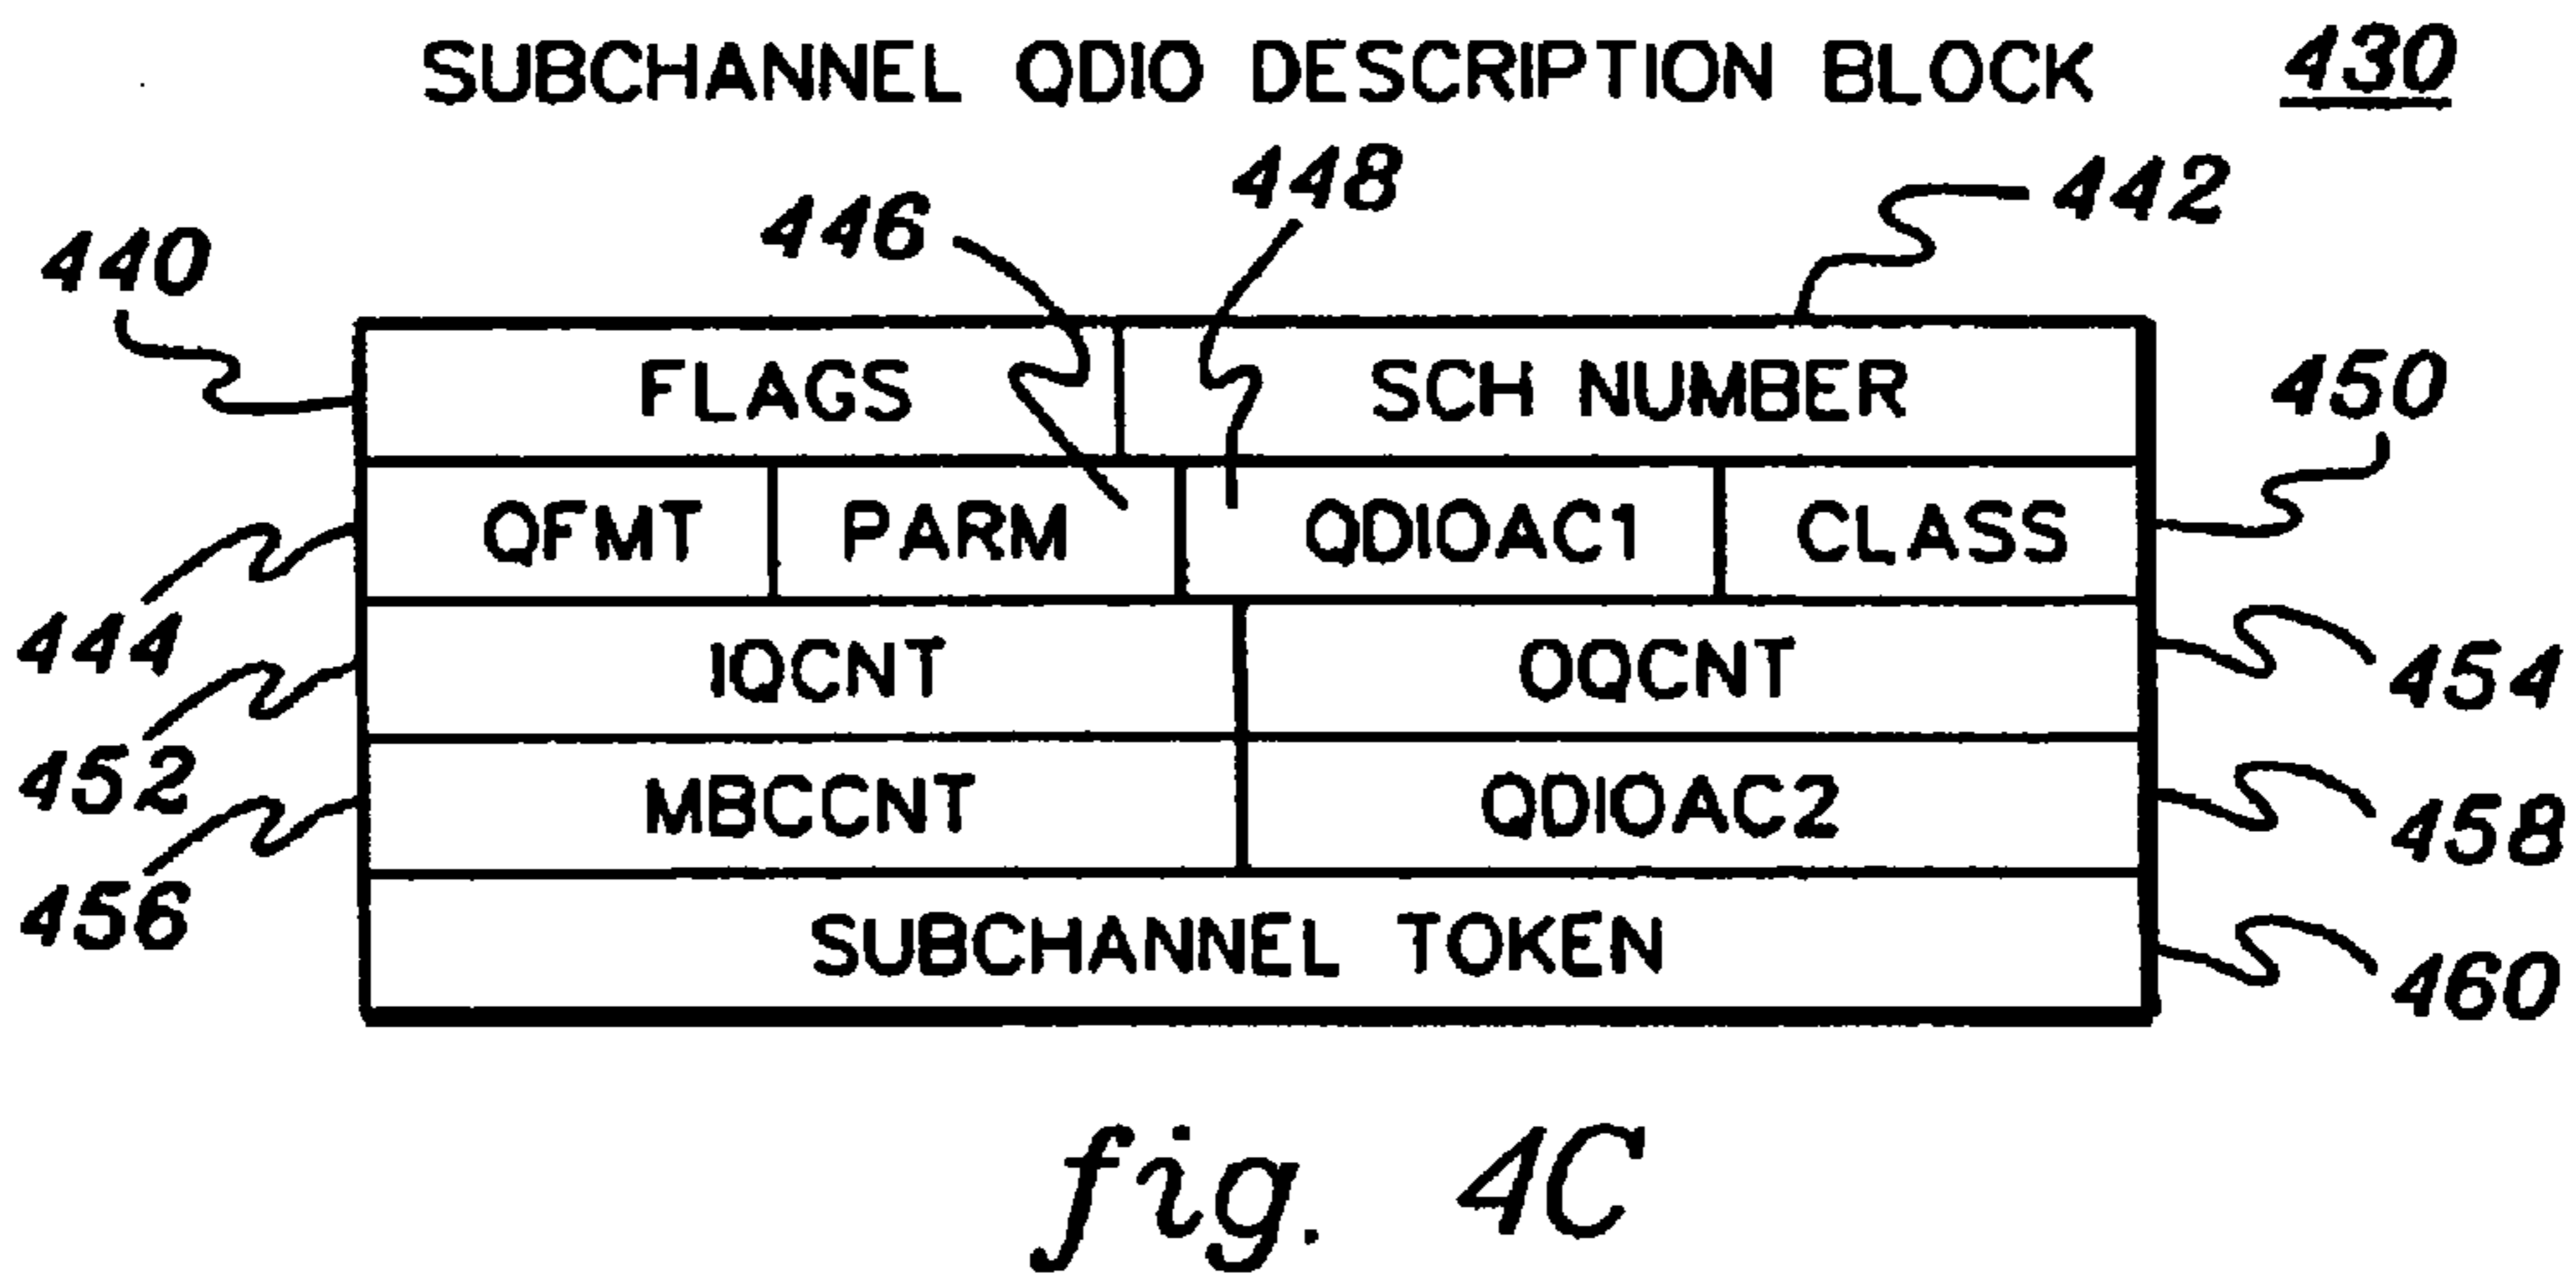 SUBCHANNEL QDIO DESCRIPTION BLOCK 430
446 448 442
440
FLAGS SCH NUMBER
450
QFMT PARM QDIOAC1 CLASS
444
IQCNT OQCNT
454
452
MBCCNT QDIOAC2
458
456
SUBCHANNEL TOKEN
460
fig. 4C